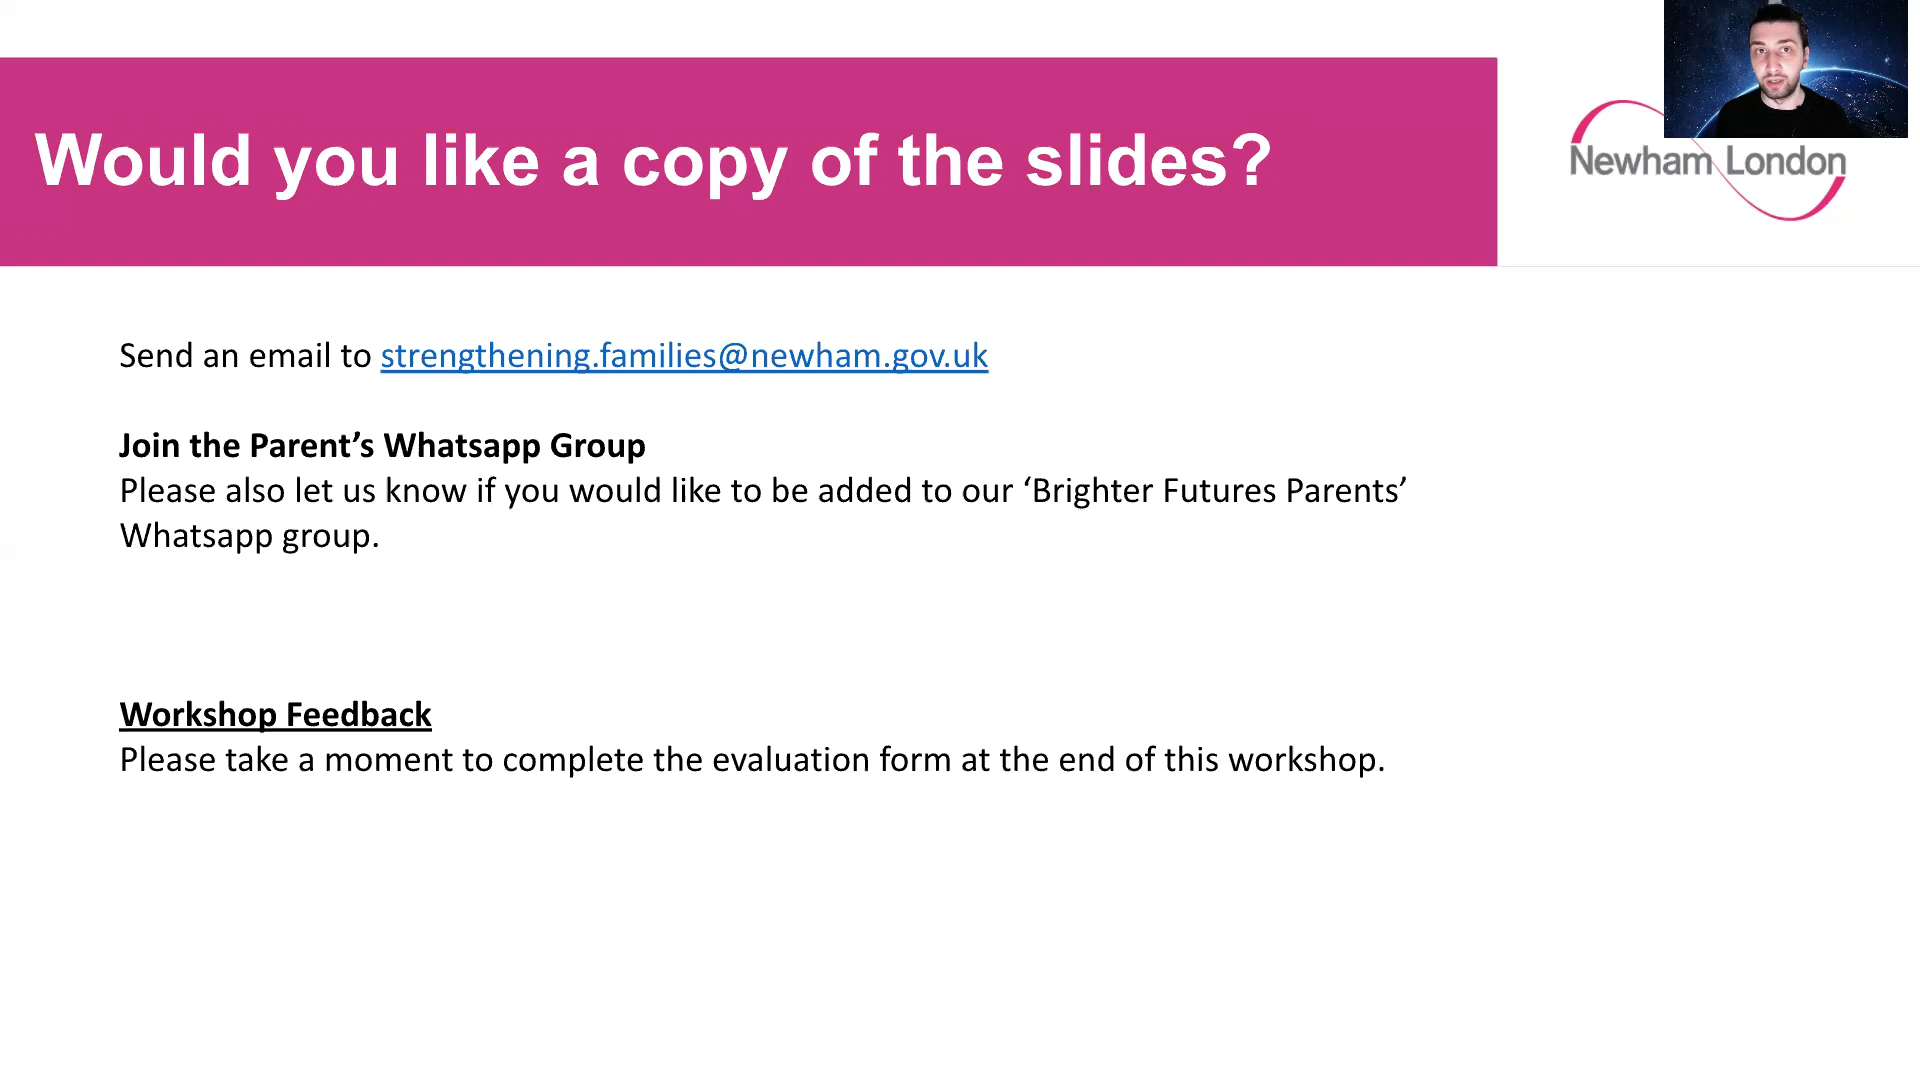 Would you like a copy of the slides?
Newham London
Send an email to strengthening.families@newham.gov.uk
Join the Parent’s Whatsapp Group
Please also let us know if you would like to be added to our ‘Brighter Futures Parents’
Whatsapp group.
Workshop Feedback
Please take a moment to complete the evaluation form at the end of this workshop.